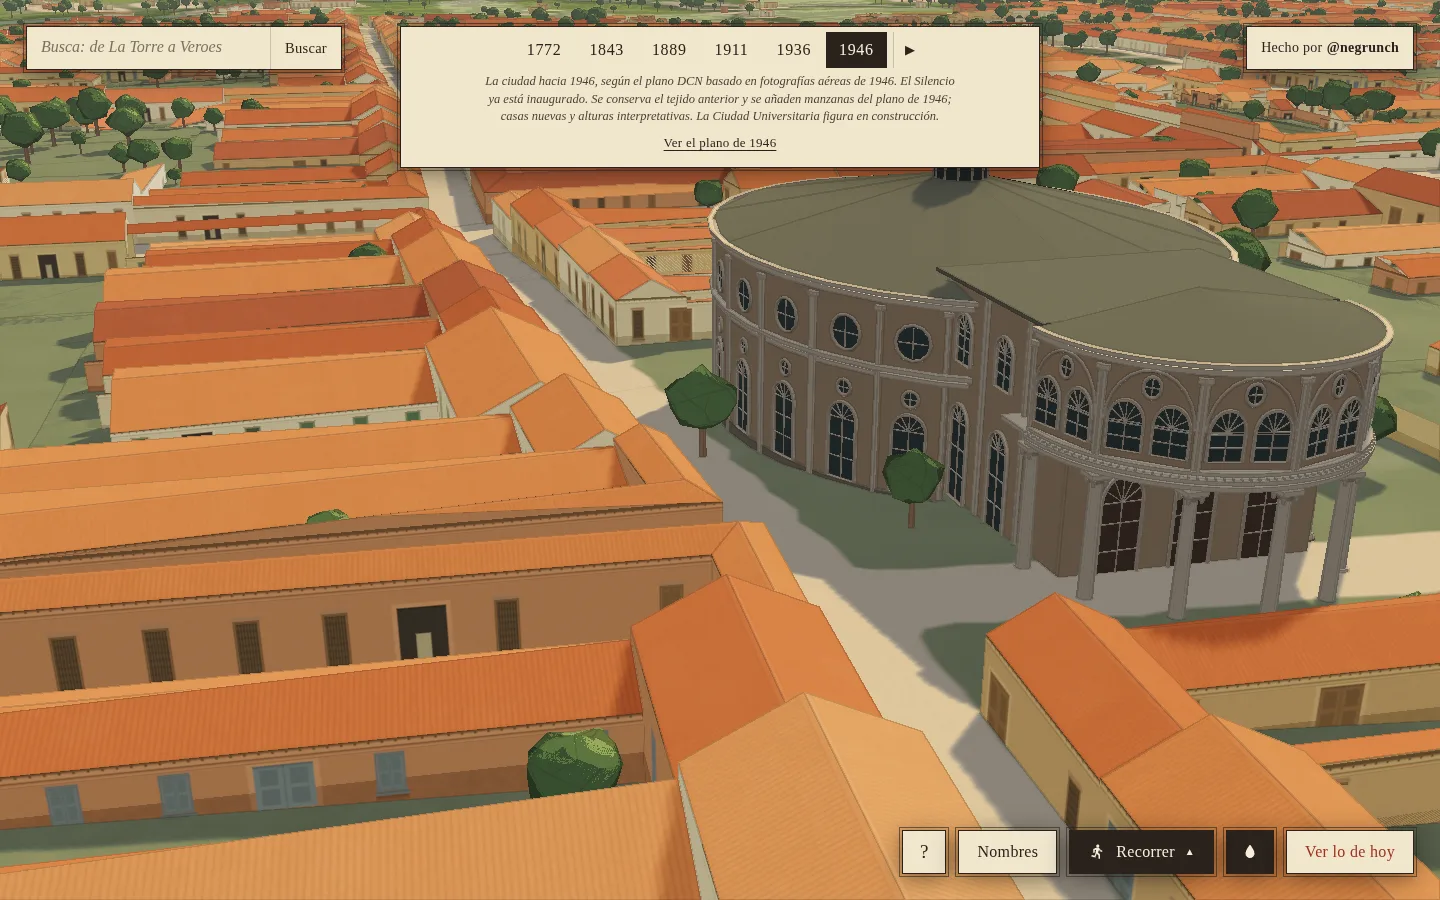 Busca: de La Torre a Veroes
Buscar
1772 1843 1889 1911 1936 1946 ▶
La ciudad hacia 1946, según el plano DCN basado en fotografías aéreas de 1946. El Silencio
ya está inaugurado. Se conserva el tejido anterior y se añaden manzanas del plano de 1946;
casas nuevas y alturas interpretativas. La Ciudad Universitaria figura en construcción.
Ver el plano de 1946
Hecho por @negrunch
?
Nombres
Recorrer ▲
Ver lo de hoy